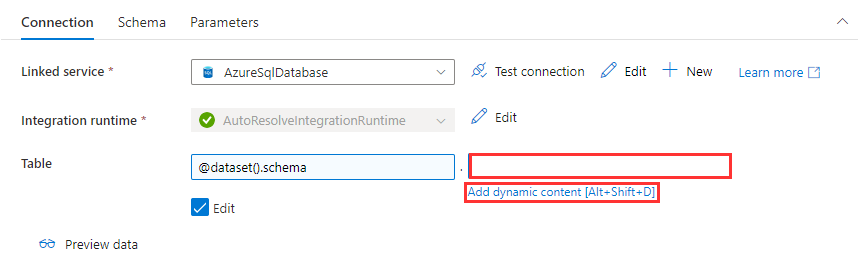 Connection Schema Parameters
Linked service * AzureSqlDatabase Test connection Edit New Learn more
Integration runtime * AutoResolveIntegrationRuntime Edit
Table @dataset().schema .
Add dynamic content [Alt+Shift+D]
Edit
Preview data